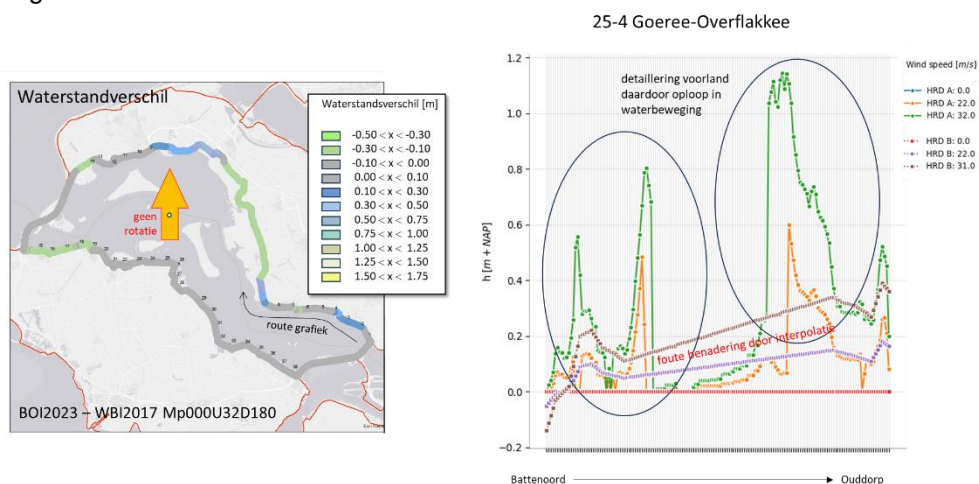 25-4 Goeree-Overflakkee
Waterstandverschil
Waterstandsverschil [m]
-0.50 < x < -0.30
-0.30 < x < -0.10
-0.10 < x < 0.00
0.00 < x < 0.10
0.10 < x < 0.30
0.30 < x < 0.50
0.50 < x < 0.75
0.75 < x < 1.00
1.00 < x < 1.25
1.25 < x < 1.50
1.50 < x < 1.75
geen
rotatie
route grafiek
BOI2023 – WBI2017 Mp000U32D180
1.2
1.0
0.8
0.6
0.4
0.2
0.0
−0.2
h [m + NAP]
detaillering voorland
daardoor oploop in
waterbeweging
foute benadering door interpolatie
Wind speed [m/s]
HRD A: 0.0
HRD A: 22.0
HRD A: 32.0
HRD B: 0.0
HRD B: 22.0
HRD B: 31.0
Battenoord
Ouddorp